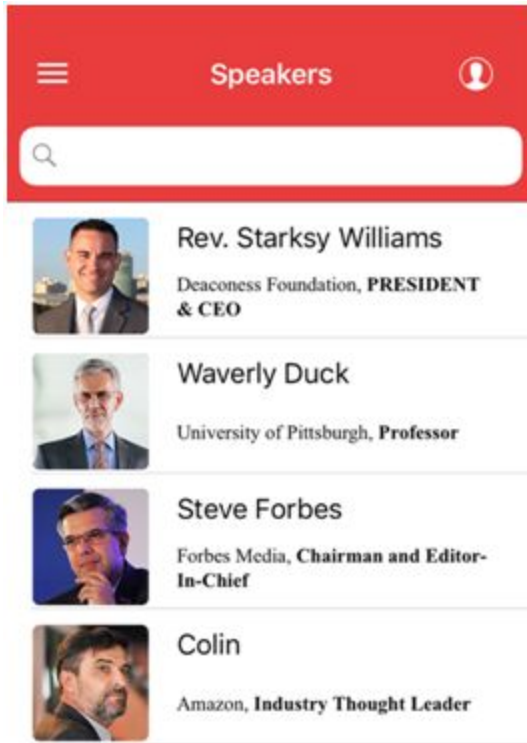 Speakers
Rev. Starksy Williams
Deaconess Foundation, PRESIDENT
& CEO
Waverly Duck
University of Pittsburgh, Professor
Steve Forbes
Forbes Media, Chairman and Editor-
In-Chief
Colin
Amazon, Industry Thought Leader